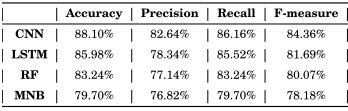 | Accuracy | Precision | Recall | F-measure
CNN | 88.10% | 82.64% | 86.16% | 84.36%
LSTM | 85.98% | 78.34% | 85.52% | 81.69%
RF | 83.24% | 77.14% | 83.24% | 80.07%
MNB | 79.70% | 76.82% | 79.70% | 78.18%